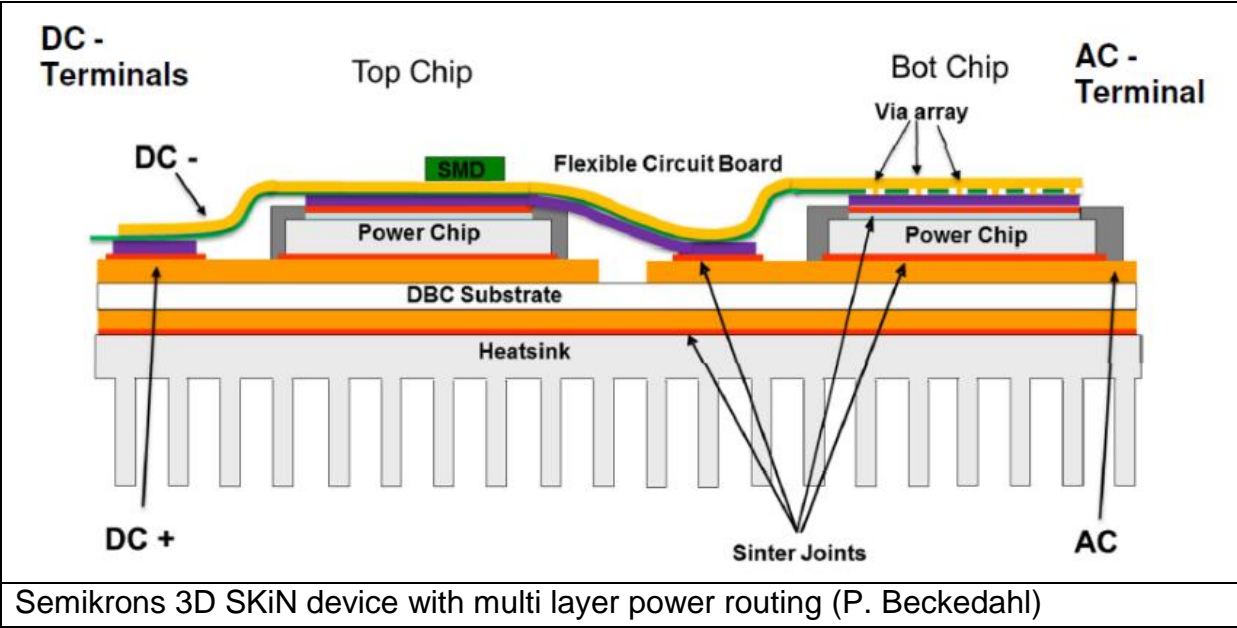 DC -
Terminals
Top Chip
Bot Chip
AC -
Terminal
Via array
DC -
SMD
Flexible Circuit Board
Power Chip
Power Chip
DBC Substrate
Heatsink
DC +
Sinter Joints
AC
Semikrons 3D SKiN device with multi layer power routing (P. Beckedahl)